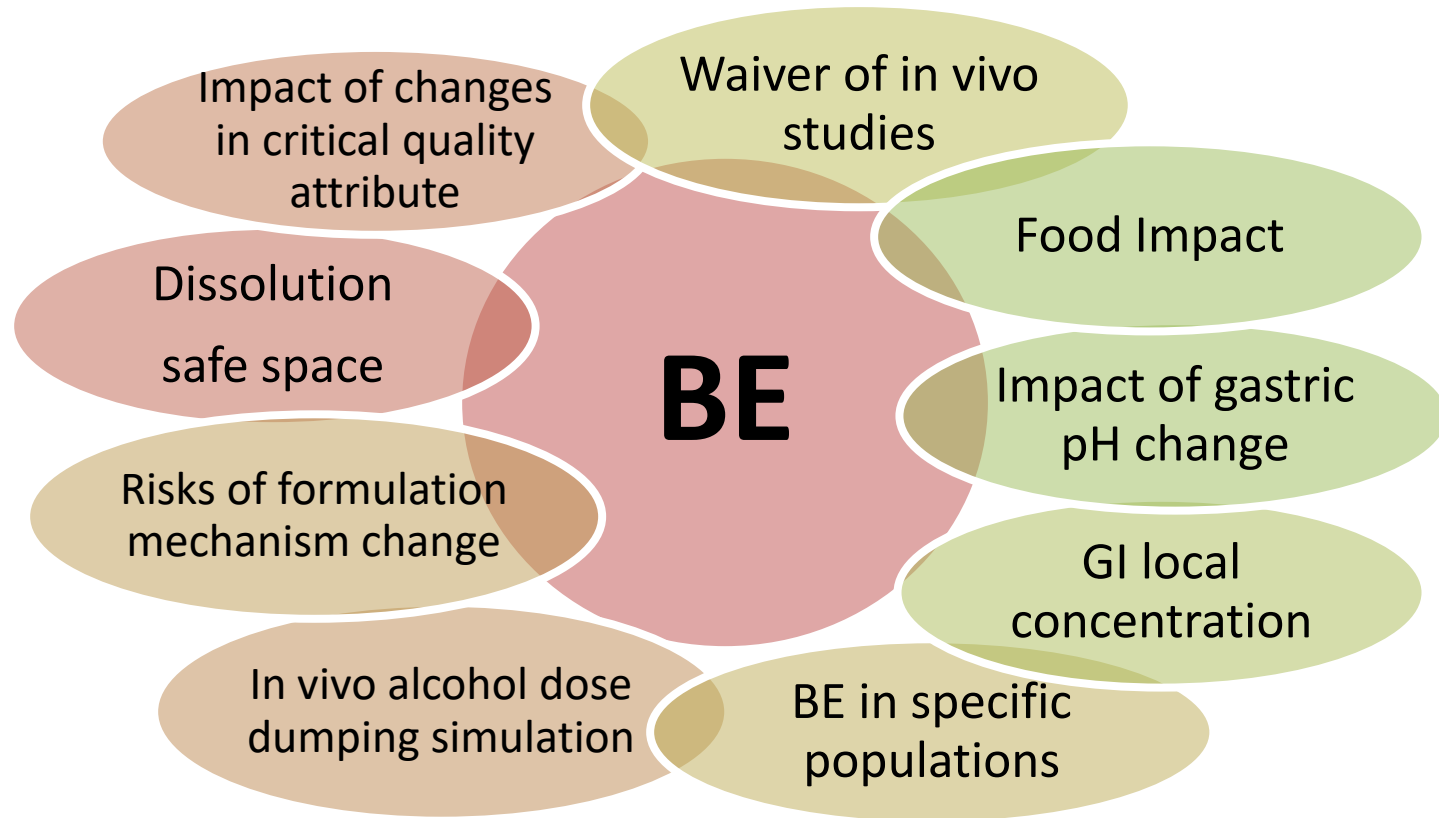 Impact of changes
in critical quality
attribute
Waiver of in vivo
studies
Food Impact
Dissolution
safe space
BE
Impact of gastric
pH change
Risks of formulation
mechanism change
GI local
concentration
In vivo alcohol dose
dumping simulation
BE in specific
populations